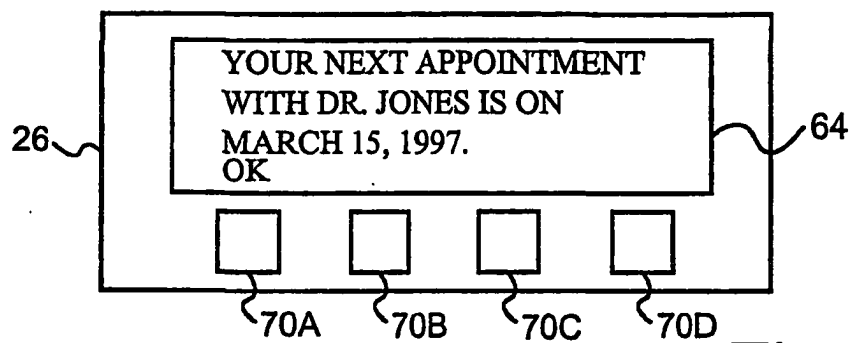 YOUR NEXT APPOINTMENT
WITH DR. JONES IS ON
MARCH 15, 1997.
OK
26
64
70A 70B 70C 70D